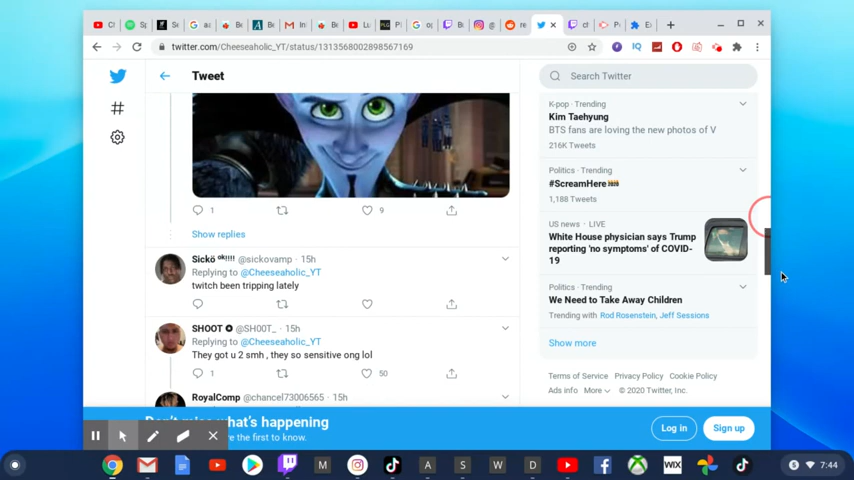 twitter.com/Cheeseaholic_YT/status/1313568002898567169
Tweet
Search Twitter
1
9
Show replies
Sickö ᵒᵏ!!!! @sickovamp · 15h
Replying to @Cheeseaholic_YT
twitch been tripping lately
SHOOT @SH00T_ · 15h
Replying to @Cheeseaholic_YT
They got u 2 smh , they so sensitive ong lol
1
50
RoyalComp @chancel73006565 · 15h
K-pop · Trending
Kim Taehyung
BTS fans are loving the new photos of V
216K Tweets
Politics · Trending
#ScreamHere
1,188 Tweets
US news · LIVE
White House physician says Trump
reporting 'no symptoms' of COVID-
19
Politics · Trending
We Need to Take Away Children
Trending with Rod Rosenstein, Jeff Sessions
Show more
Terms of Service Privacy Policy Cookie Policy
Ads info More © 2020 Twitter, Inc.
what's happening
e the first to know.
Log in
Sign up
M A S W D WIX
7:44